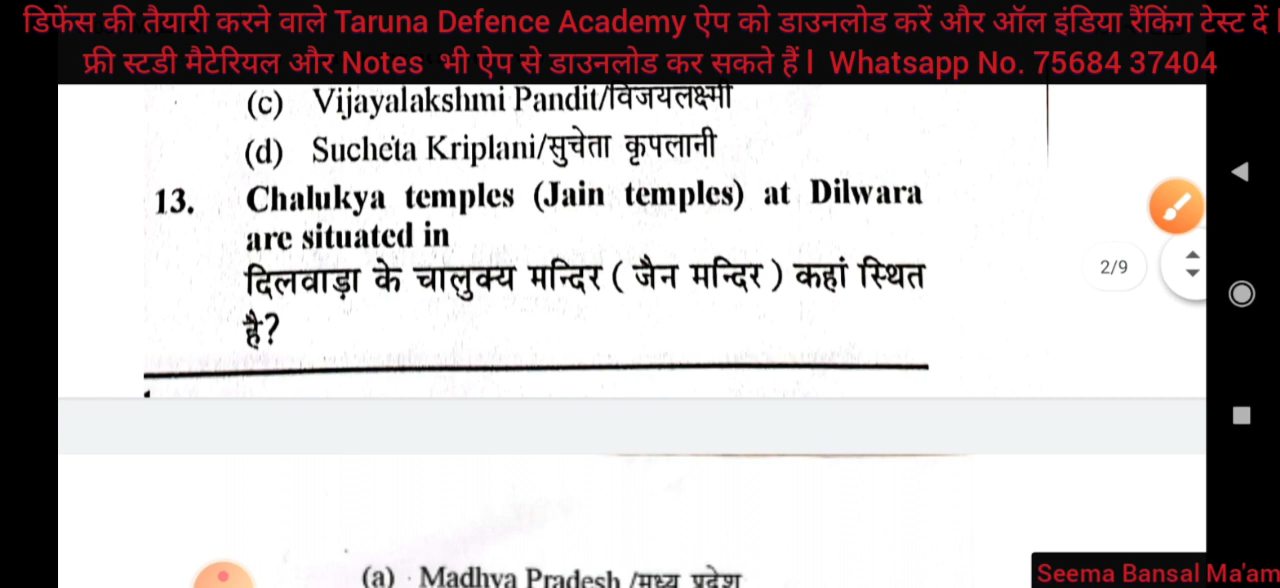 डिफेंस की तैयारी करने वाले Taruna Defence Academy ऐप को डाउनलोड करें और ऑल इंडिया रैंकिंग टेस्ट दें l
फ्री स्टडी मैटेरियल और Notes भी ऐप से डाउनलोड कर सकते हैं l Whatsapp No. 75684 37404
(c) Vijayalakshmi Pandit/विजयलक्ष्मी
(d) Sucheta Kriplani/सुचेता कृपलानी
13. Chalukya temples (Jain temples) at Dilwara
are situated in
दिलवाड़ा के चालुक्य मन्दिर ( जैन मन्दिर ) कहां स्थित
है?
2/9
(a) Madhya Pradesh /मध्य प्रदेश
Seema Bansal Ma'am